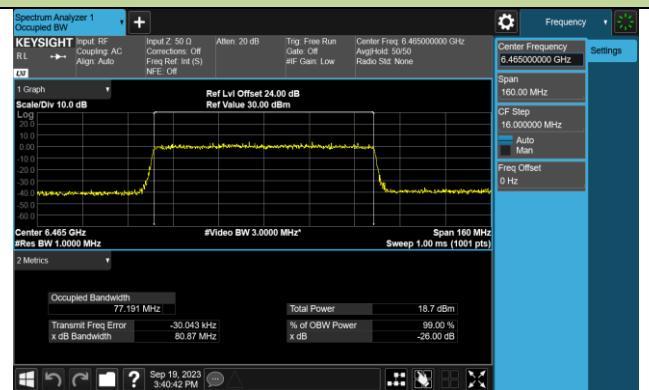 Spectrum Analyzer 1
Occupied BW
+
Frequency
KEYSIGHT
Input: RF
Input Z: 50 Ω
Atten: 20 dB
Trig: Free Run
Center Freq: 6.465000000 GHz
RL
Coupling: AC
Corrections: Off
Gate: Off
Avg|Hold: 50/50
Align: Auto
Freq Ref: Int (S)
#IF Gain: Low
Radio Std: None
LXI
NFE: Off
1 Graph
Ref Lvl Offset 24.00 dB
Scale/Div 10.0 dB
Ref Value 30.00 dBm
Log
20.0
10.0
0.00
-10.0
-20.0
-30.0
-40.0
-50.0
-60.0
Center 6.465 GHz
#Video BW 3.0000 MHz*
Span 160 MHz
#Res BW 1.0000 MHz
Sweep 1.00 ms (1001 pts)
2 Metrics
Occupied Bandwidth
77.191 MHz
Total Power
18.7 dBm
Transmit Freq Error
-30.043 kHz
% of OBW Power
99.00 %
x dB Bandwidth
80.87 MHz
x dB
-26.00 dB
Center Frequency
6.465000000 GHz
Settings
Span
160.00 MHz
CF Step
16.000000 MHz
Auto
Man
Freq Offset
0 Hz
?
Sep 19, 2023
3:40:42 PM